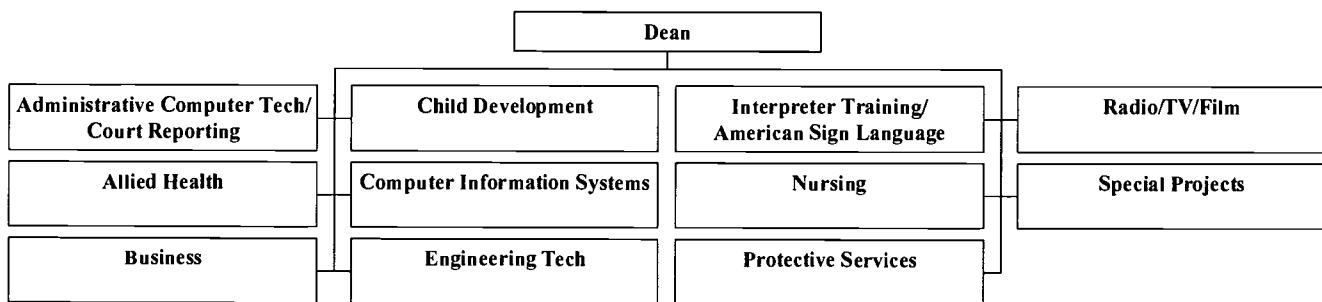 Dean
Administrative Computer Tech/
Court Reporting
Child Development
Interpreter Training/
American Sign Language
Radio/TV/Film
Allied Health
Computer Information Systems
Nursing
Special Projects
Business
Engineering Tech
Protective Services